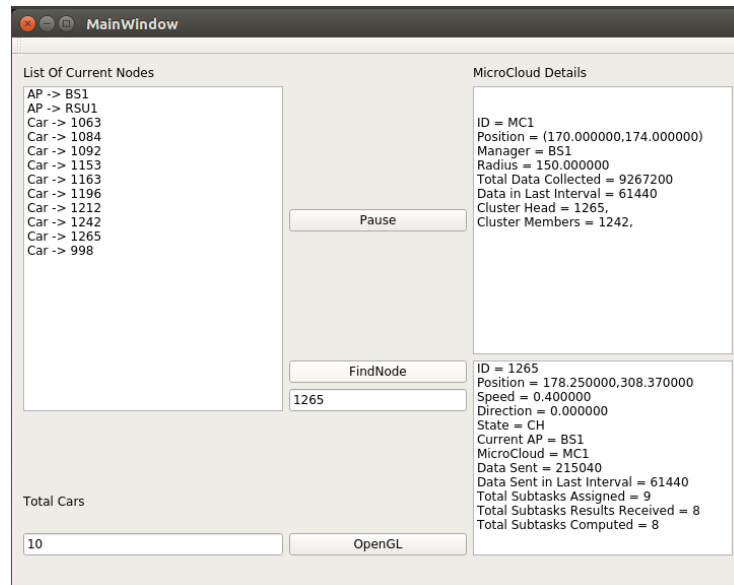 MainWindow
List Of Current Nodes
AP -> BS1
AP -> RSU1
Car -> 1063
Car -> 1084
Car -> 1092
Car -> 1153
Car -> 1163
Car -> 1196
Car -> 1212
Car -> 1242
Car -> 1265
Car -> 998
Pause
FindNode
1265
Total Cars
10
OpenGL
MicroCloud Details
ID = MC1
Position = (170.000000,174.000000)
Manager = BS1
Radius = 150.000000
Total Data Collected = 9267200
Data in Last Interval = 61440
Cluster Head = 1265,
Cluster Members = 1242,
ID = 1265
Position = 178.250000,308.370000
Speed = 0.400000
Direction = 0.000000
State = CH
Current AP = BS1
MicroCloud = MC1
Data Sent = 215040
Data Sent in Last Interval = 61440
Total Subtasks Assigned = 9
Total Subtasks Results Received = 8
Total Subtasks Computed = 8